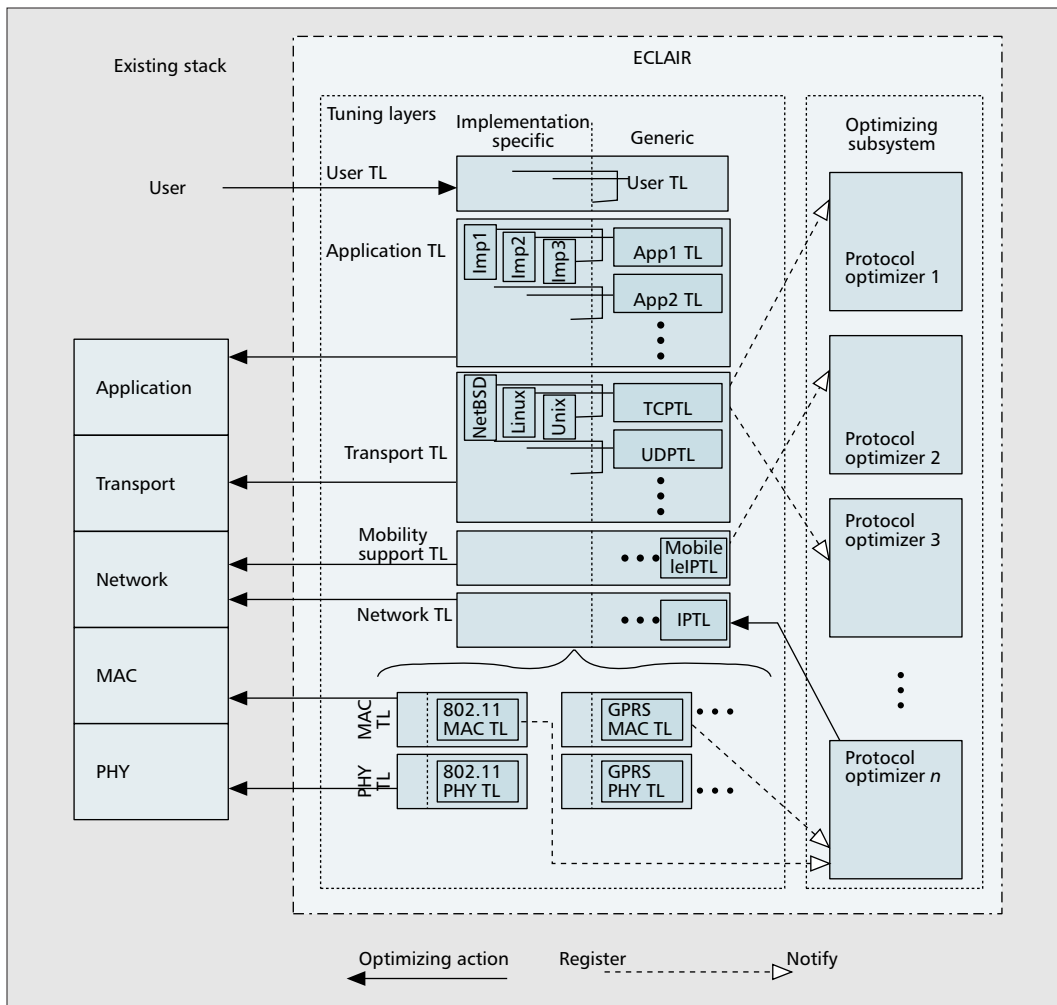 Existing stack
ECLAIR
Tuning layers
Implementation
specific
Generic
Optimizing
subsystem
User
User TL
User TL
Application TL
Imp1
Imp2
Imp3
App1 TL
App2 TL
Protocol
optimizer 1
Application
Transport
Network
MAC
PHY
Transport TL
NetBSD
Linux
Unix
TCPTL
UDPTL
Protocol
optimizer 2
Mobility
support TL
Mobile
leIPTL
Protocol
optimizer 3
Network TL
IPTL
MAC
TL
802.11
MAC TL
GPRS
MAC TL
PHY
TL
802.11
PHY TL
GPRS
PHY TL
Protocol
optimizer n
Optimizing action
Register
Notify